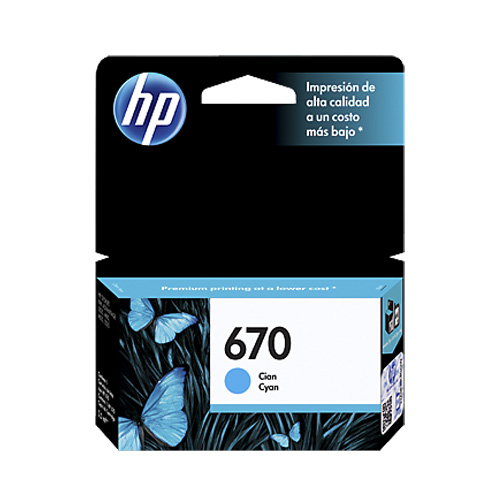 hp
Impresión de
alta calidad
a un costo
más bajo *
Premium printing at a lower cost *
670
Cian
Cyan